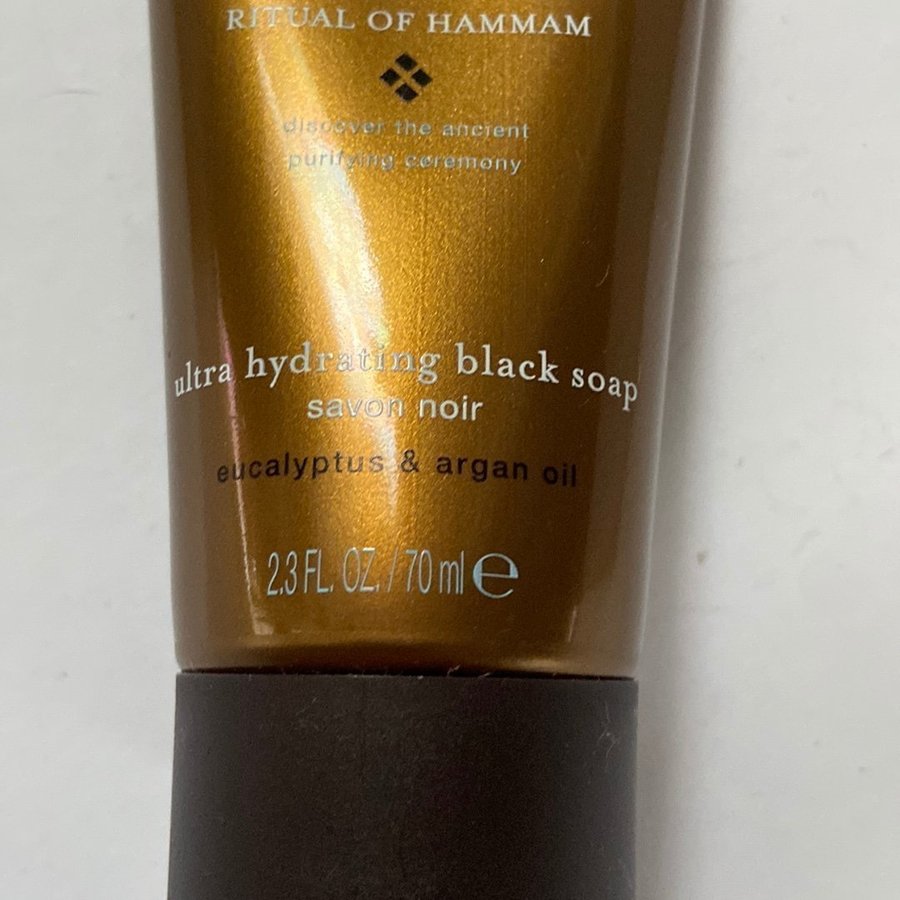 RITUAL OF HAMMAM
discover the ancient
purifying ceremony
ultra hydrating black soap
savon noir
eucalyptus & argan oil
2.3 FL. OZ. / 70 ml ℮